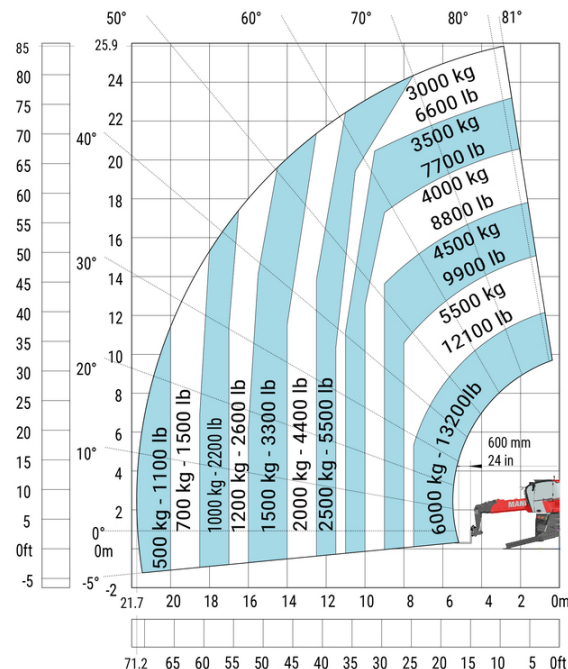 50° 60° 70° 80° 81°
85 25.9
80 24
75
70 22
65 40° 20
60
55 18
50 16
45 30° 14
40
35 12
30 20° 10
25 8
20
15 10° 6
10 4
5 2
0ft 0° 0m
-5 -5° -2
3000 kg
6600 lb
3500 kg
7700 lb
4000 kg
8800 lb
4500 kg
9900 lb
5500 kg
12100 lb
6000 kg - 13200lb
500 kg - 1100 lb
700 kg - 1500 lb
1000 kg - 2200 lb
1200 kg - 2600 lb
1500 kg - 3300 lb
2000 kg - 4400 lb
2500 kg - 5500 lb
600 mm
24 in
21.7 20 18 16 14 12 10 8 6 4 2 0m
71.2 65 60 55 50 45 40 35 30 25 20 15 10 5 0ft